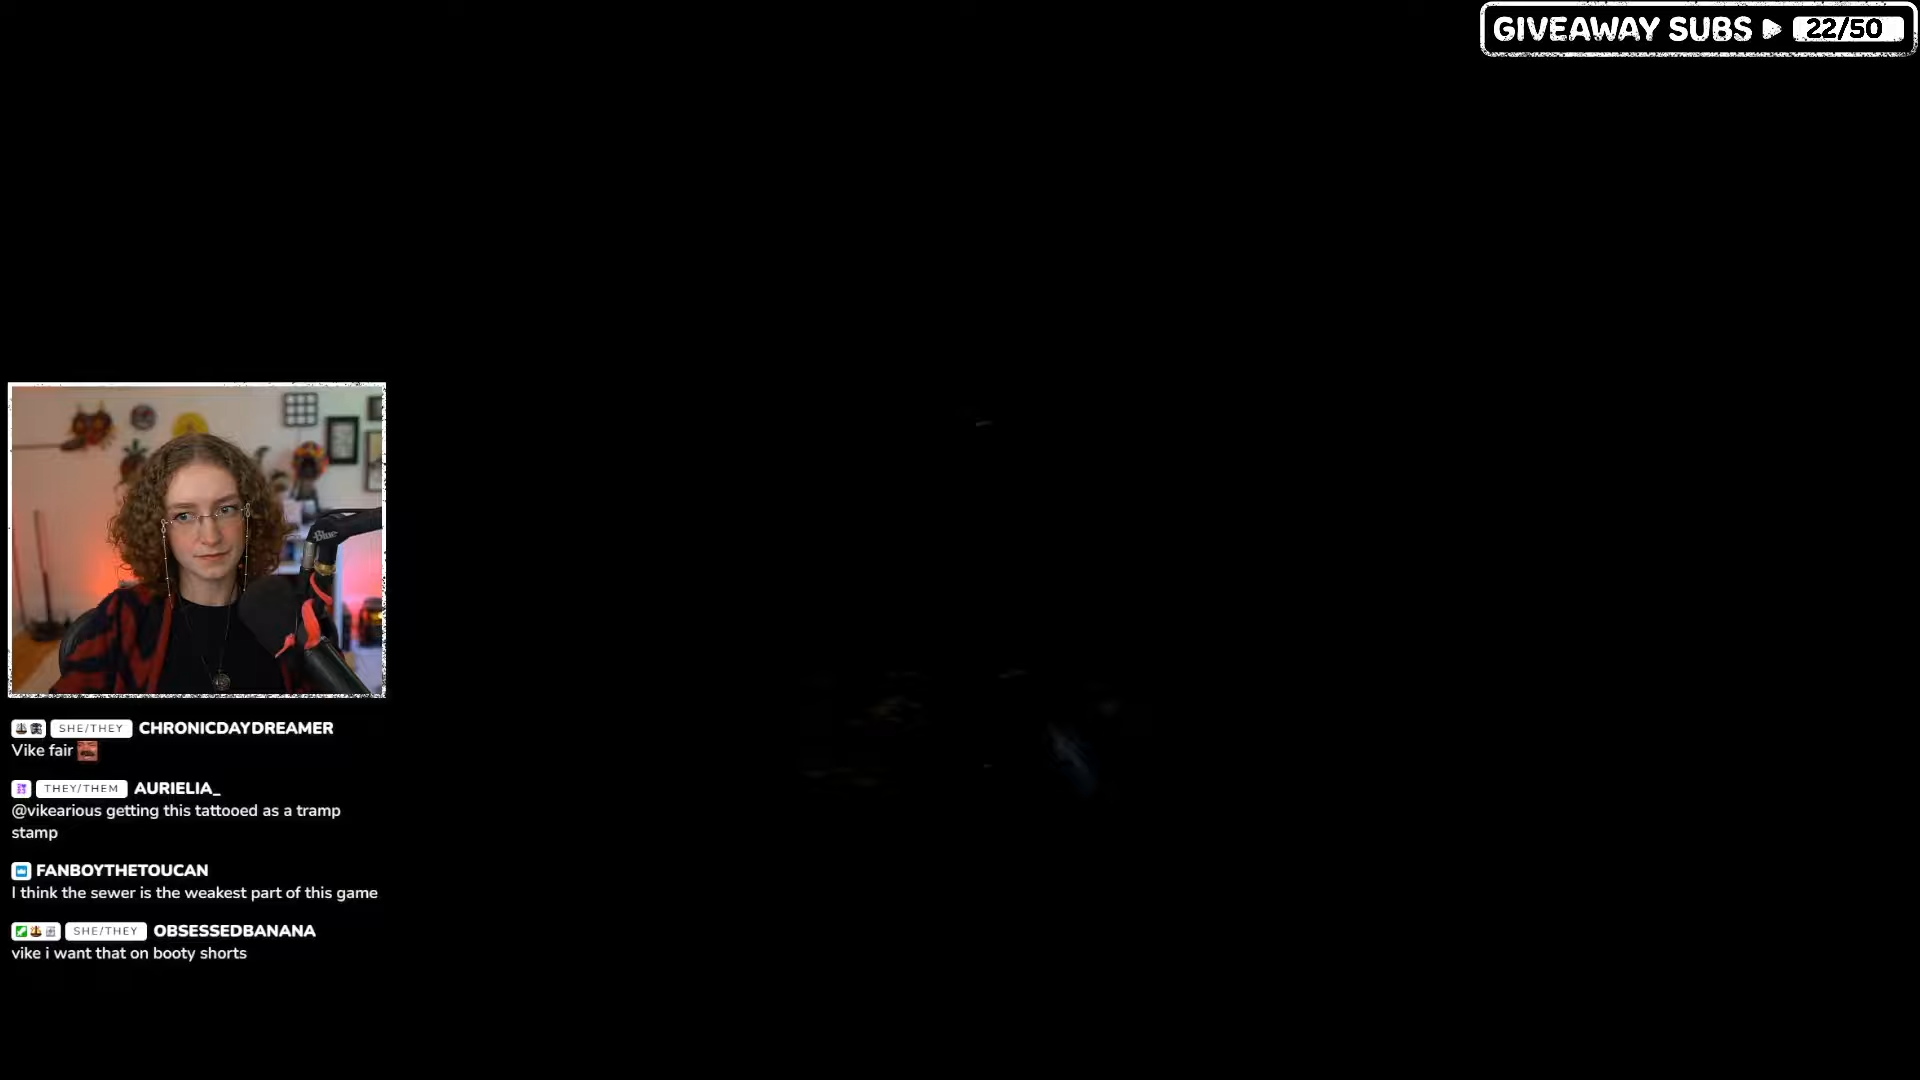 GIVEAWAY SUBS 22/50
Blue
SHE/THEY CHRONICDAYDREAMER
Vike fair
THEY/THEM AURIELIA_
@vikearious getting this tattooed as a tramp
stamp
FANBOYTHETOUCAN
I think the sewer is the weakest part of this game
SHE/THEY OBSESSEDBANANA
vike i want that on booty shorts